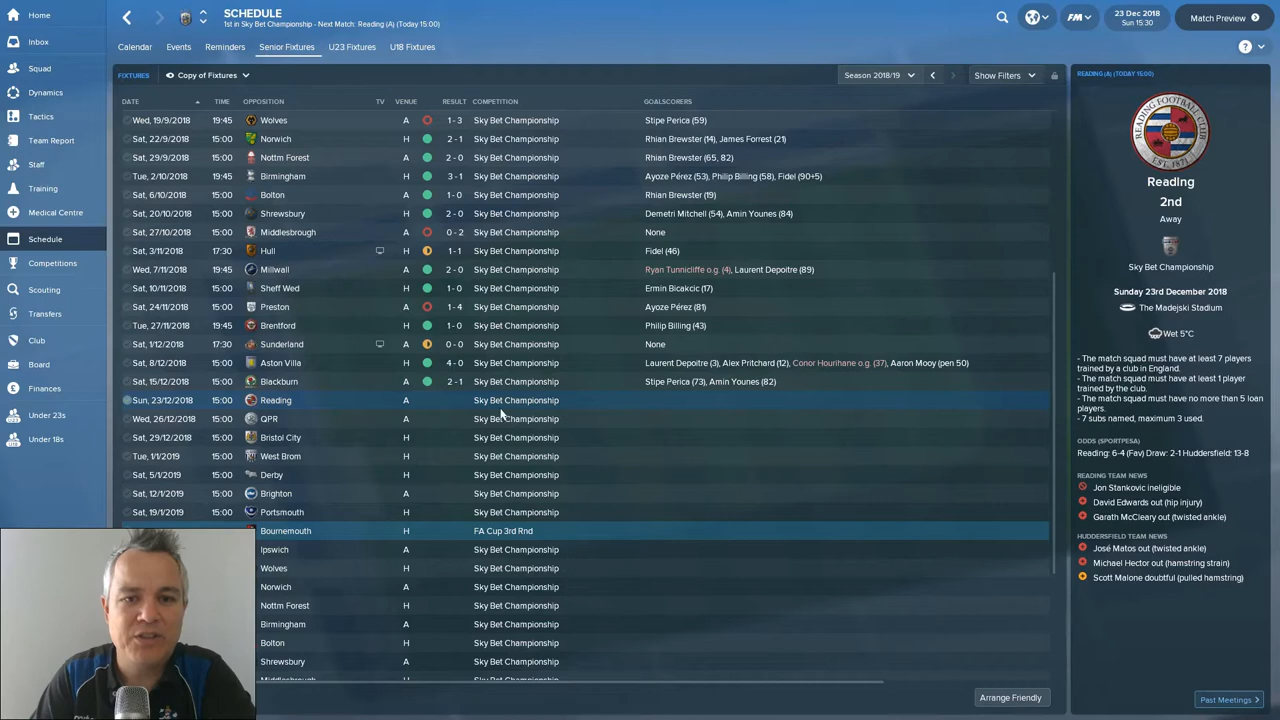 Home
Inbox
Squad
Dynamics
Tactics
Team Report
Staff
Training
Medical Centre
Schedule
Competitions
Scouting
Transfers
Club
Board
Finances
Under 23s
Under 18s
SCHEDULE
1st in Sky Bet Championship - Next Match: Reading (A) (Today 15:00)
FM
23 Dec 2018
Sun 15:30
Match Preview
Calendar Events Reminders Senior Fixtures U23 Fixtures U18 Fixtures
?
FIXTURES Copy of Fixtures Season 2018/19 Show Filters
DATE TIME OPPOSITION TV VENUE RESULT COMPETITION GOALSCORERS
Wed, 19/9/2018 19:45 Wolves A 1 - 3 Sky Bet Championship Stipe Perica (59)
Sat, 22/9/2018 15:00 Norwich H 2 - 1 Sky Bet Championship Rhian Brewster (14), James Forrest (21)
Sat, 29/9/2018 15:00 Nottm Forest A 2 - 0 Sky Bet Championship Rhian Brewster (65, 82)
Tue, 2/10/2018 19:45 Birmingham H 3 - 1 Sky Bet Championship Ayoze Pérez (53), Philip Billing (58), Fidel (90+5)
Sat, 6/10/2018 15:00 Bolton A 1 - 0 Sky Bet Championship Rhian Brewster (19)
Sat, 20/10/2018 15:00 Shrewsbury H 2 - 0 Sky Bet Championship Demetri Mitchell (54), Amin Younes (84)
Sat, 27/10/2018 15:00 Middlesbrough A 0 - 2 Sky Bet Championship None
Sat, 3/11/2018 17:30 Hull H 1 - 1 Sky Bet Championship Fidel (46)
Wed, 7/11/2018 19:45 Millwall A 2 - 0 Sky Bet Championship Ryan Tunnicliffe o.g. (4), Laurent Depoitre (89)
Sat, 10/11/2018 15:00 Sheff Wed H 1 - 0 Sky Bet Championship Ermin Bicakcic (17)
Sat, 24/11/2018 15:00 Preston A 1 - 4 Sky Bet Championship Ayoze Pérez (81)
Tue, 27/11/2018 19:45 Brentford H 1 - 0 Sky Bet Championship Philip Billing (43)
Sat, 1/12/2018 17:30 Sunderland A 0 - 0 Sky Bet Championship None
Sat, 8/12/2018 15:00 Aston Villa H 4 - 0 Sky Bet Championship Laurent Depoitre (3), Alex Pritchard (12), Conor Hourihane o.g. (37), Aaron Mooy (pen 50)
Sat, 15/12/2018 15:00 Blackburn A 2 - 1 Sky Bet Championship Stipe Perica (73), Amin Younes (82)
Sun, 23/12/2018 15:00 Reading A Sky Bet Championship
Wed, 26/12/2018 15:00 QPR A Sky Bet Championship
Sat, 29/12/2018 15:00 Bristol City H Sky Bet Championship
Tue, 1/1/2019 15:00 West Brom H Sky Bet Championship
Sat, 5/1/2019 15:00 Derby H Sky Bet Championship
Sat, 12/1/2019 15:00 Brighton A Sky Bet Championship
Sat, 19/1/2019 15:00 Portsmouth H Sky Bet Championship
Bournemouth H FA Cup 3rd Rnd
Ipswich A Sky Bet Championship
Wolves H Sky Bet Championship
Norwich A Sky Bet Championship
Nottm Forest H Sky Bet Championship
Birmingham A Sky Bet Championship
Bolton H Sky Bet Championship
Shrewsbury A Sky Bet Championship
Middlesbrough H Sky Bet Championship
Arrange Friendly
READING (A) (TODAY 15:00)
READING FOOTBALL CLUB
EST. 1871
Reading
2nd
Away
Sky Bet Championship
Sunday 23rd December 2018
The Madejski Stadium
Wet 5°C
- The match squad must have at least 7 players
trained by a club in England.
- The match squad must have at least 1 player
trained by the club.
- The match squad must have no more than 5 loan
players.
- 7 subs named, maximum 3 used.
ODDS (SPORTPESA)
Reading: 6-4 (Fav) Draw: 2-1 Huddersfield: 13-8
READING TEAM NEWS
Jon Stankovic ineligible
David Edwards out (hip injury)
Garath McCleary out (twisted ankle)
HUDDERSFIELD TEAM NEWS
José Matos out (twisted ankle)
Michael Hector out (hamstring strain)
Scott Malone doubtful (pulled hamstring)
Past Meetings